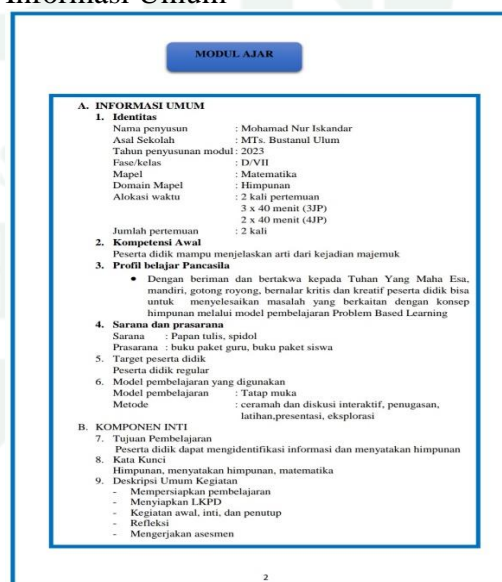 Informasi Umum
MODUL AJAR
A. INFORMASI UMUM
1. Identitas
Nama penyusun : Mohamad Nur Iskandar
Asal Sekolah : MTs. Bustanul Ulum
Tahun penyusunan modul : 2023
Fase/kelas : D/VII
Mapel : Matematika
Domain Mapel : Himpunan
Alokasi waktu : 2 kali pertemuan
3 x 40 menit (3JP)
2 x 40 menit (4JP)
Jumlah pertemuan : 2 kali
2. Kompetensi Awal
Peserta didik mampu menjelaskan arti dari kejadian majemuk
3. Profil belajar Pancasila
• Dengan beriman dan bertakwa kepada Tuhan Yang Maha Esa,
mandiri, gotong royong, bernalar kritis dan kreatif peserta didik bisa
untuk menyelesaikan masalah yang berkaitan dengan konsep
himpunan melalui model pembelajaran Problem Based Learning
4. Sarana dan prasarana
Sarana : Papan tulis, spidol
Prasarana : buku paket guru, buku paket siswa
5. Target peserta didik
Peserta didik regular
6. Model pembelajaran yang digunakan
Model pembelajaran : Tatap muka
Metode : ceramah dan diskusi interaktif, penugasan,
latihan,presentasi, eksplorasi
B. KOMPONEN INTI
7. Tujuan Pembelajaran
Peserta didik dapat mengidentifikasi informasi dan menyatakan himpunan
8. Kata Kunci
Himpunan, menyatakan himpunan, matematika
9. Deskripsi Umum Kegiatan
- Mempersiapkan pembelajaran
- Menyiapkan LKPD
- Kegiatan awal, inti, dan penutup
- Refleksi
- Mengerjakan asesmen
2